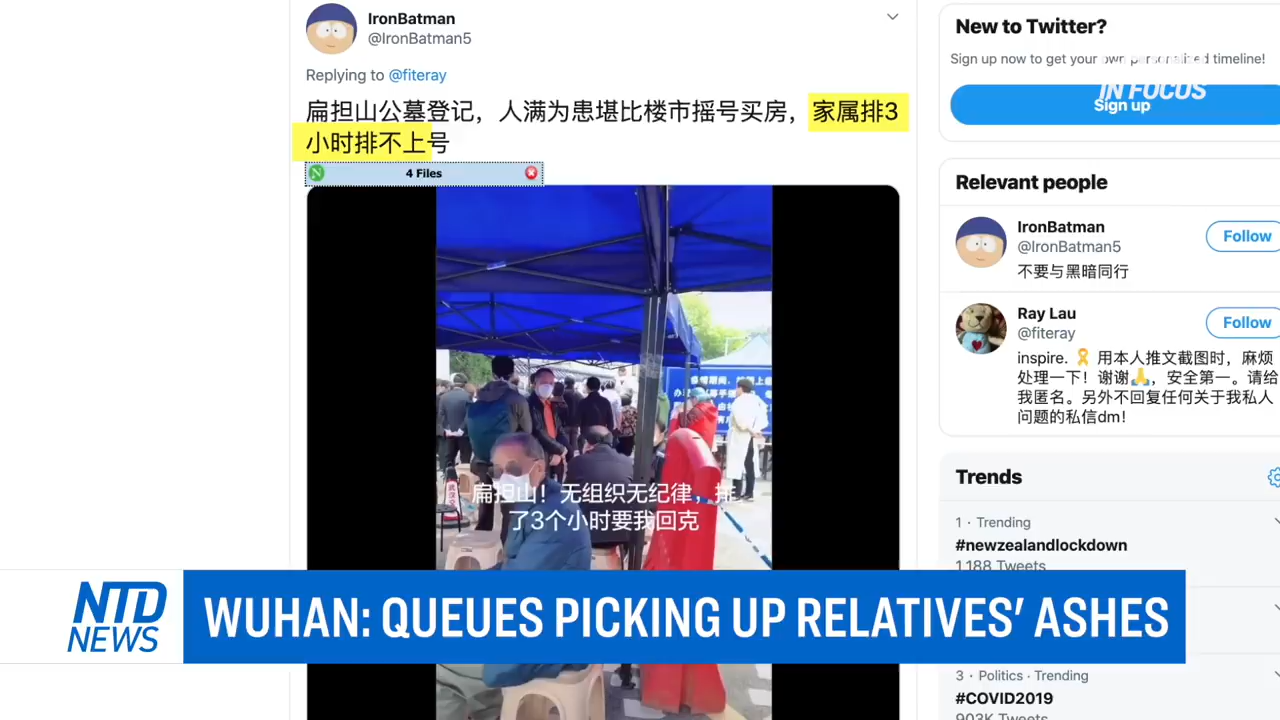 IronBatman
@IronBatman5
Replying to @fiteray
扁担山公墓登记，人满为患堪比楼市摇号买房，家属排3
小时排不上号
4 Files
扁担山！无组织无纪律，排
了3个小时要我回克
New to Twitter?
Sign up now to get your own personalized timeline!
IN FOCUS
Sign up
Relevant people
IronBatman
@IronBatman5
Follow
不要与黑暗同行
Ray Lau
@fiteray
Follow
inspire. 🎗️ 用本人推文截图时，麻烦
处理一下！谢谢🙏，安全第一。请给
我匿名。另外不回复任何关于我私人
问题的私信dm！
Trends
1 · Trending
#newzealandlockdown
1,188 Tweets
3 · Politics · Trending
#COVID2019
903K Tweets
NTD
NEWS
WUHAN: QUEUES PICKING UP RELATIVES' ASHES